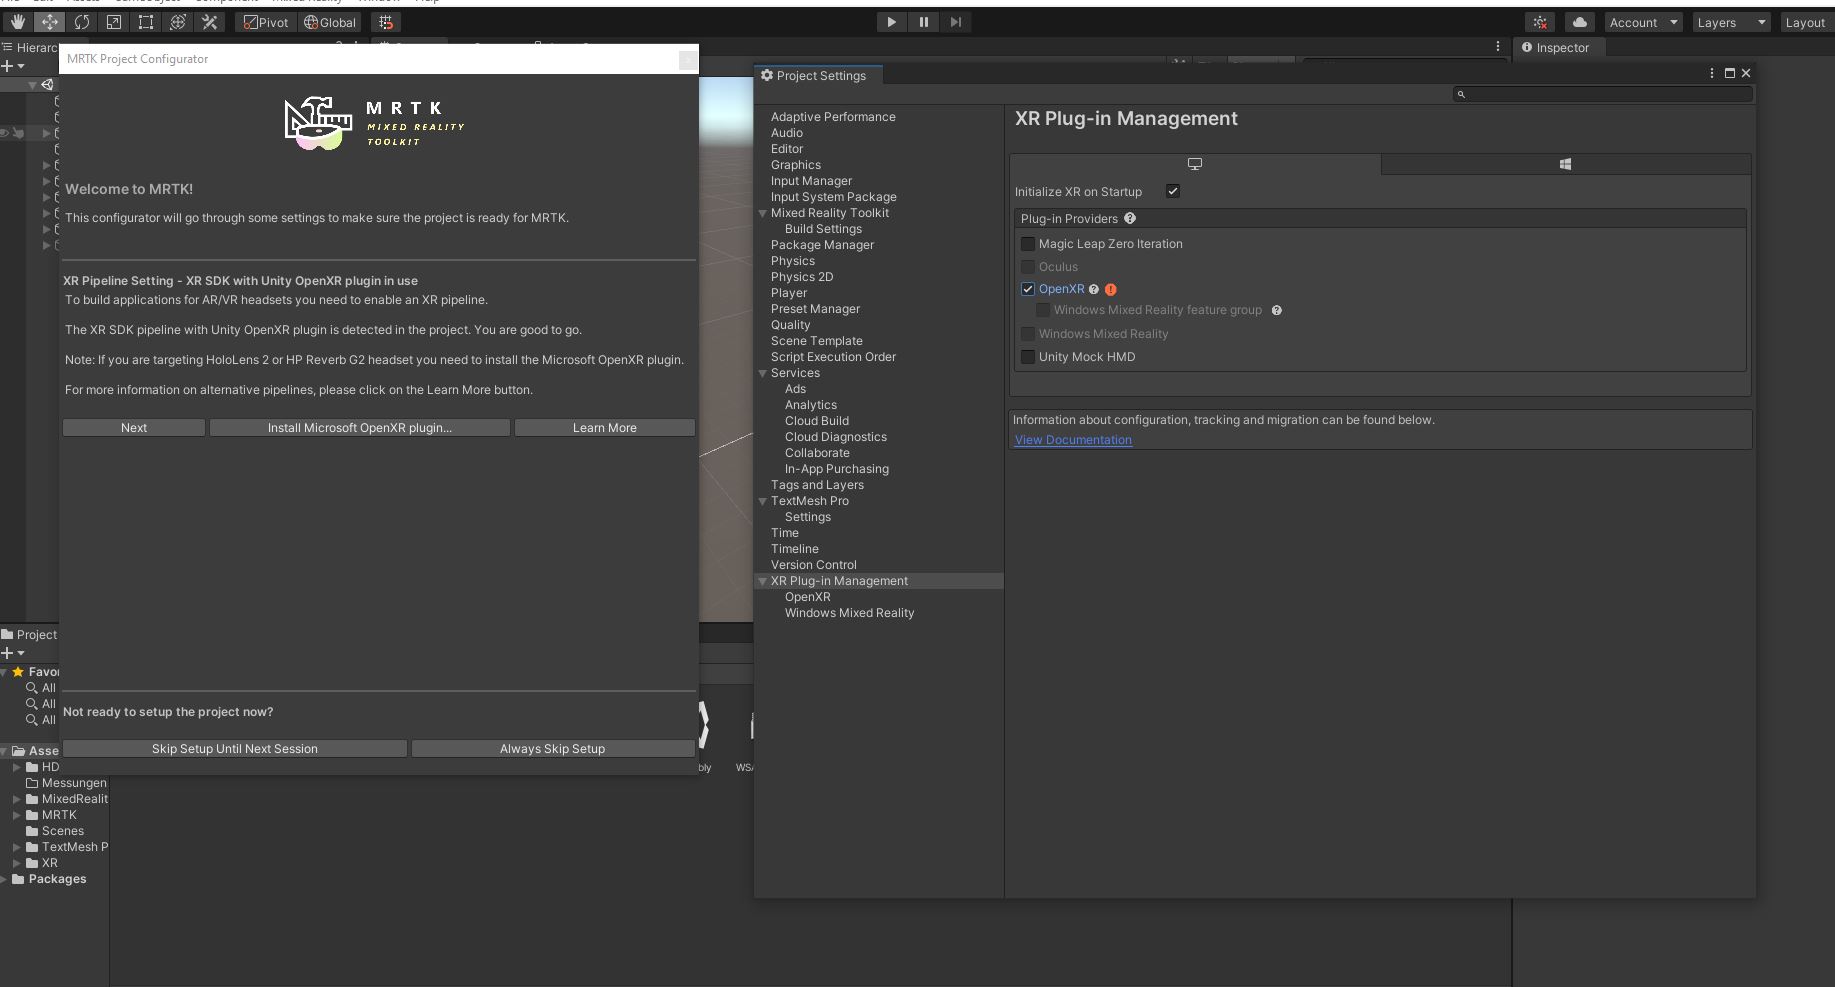 Pivot
Global
Account
Layers
Layout
Hierarc
Inspector
MRTK Project Configurator
MRTK
MIXED REALITY
TOOLKIT
Welcome to MRTK!
This configurator will go through some settings to make sure the project is ready for MRTK.
XR Pipeline Setting - XR SDK with Unity OpenXR plugin in use
To build applications for AR/VR headsets you need to enable an XR pipeline.
The XR SDK pipeline with Unity OpenXR plugin is detected in the project. You are good to go.
Note: If you are targeting HoloLens 2 or HP Reverb G2 headset you need to install the Microsoft OpenXR plugin.
For more information on alternative pipelines, please click on the Learn More button.
Next
Install Microsoft OpenXR plugin...
Learn More
Not ready to setup the project now?
Skip Setup Until Next Session
Always Skip Setup
Project
Favor
All
All
All
Asse
HD
Messungen
MixedRealit
MRTK
Scenes
TextMesh P
XR
Packages
bly
WSA
Project Settings
Adaptive Performance
Audio
Editor
Graphics
Input Manager
Input System Package
Mixed Reality Toolkit
Build Settings
Package Manager
Physics
Physics 2D
Player
Preset Manager
Quality
Scene Template
Script Execution Order
Services
Ads
Analytics
Cloud Build
Cloud Diagnostics
Collaborate
In-App Purchasing
Tags and Layers
TextMesh Pro
Settings
Time
Timeline
Version Control
XR Plug-in Management
OpenXR
Windows Mixed Reality
XR Plug-in Management
Initialize XR on Startup
Plug-in Providers
Magic Leap Zero Iteration
Oculus
OpenXR
Windows Mixed Reality feature group
Windows Mixed Reality
Unity Mock HMD
Information about configuration, tracking and migration can be found below.
View Documentation